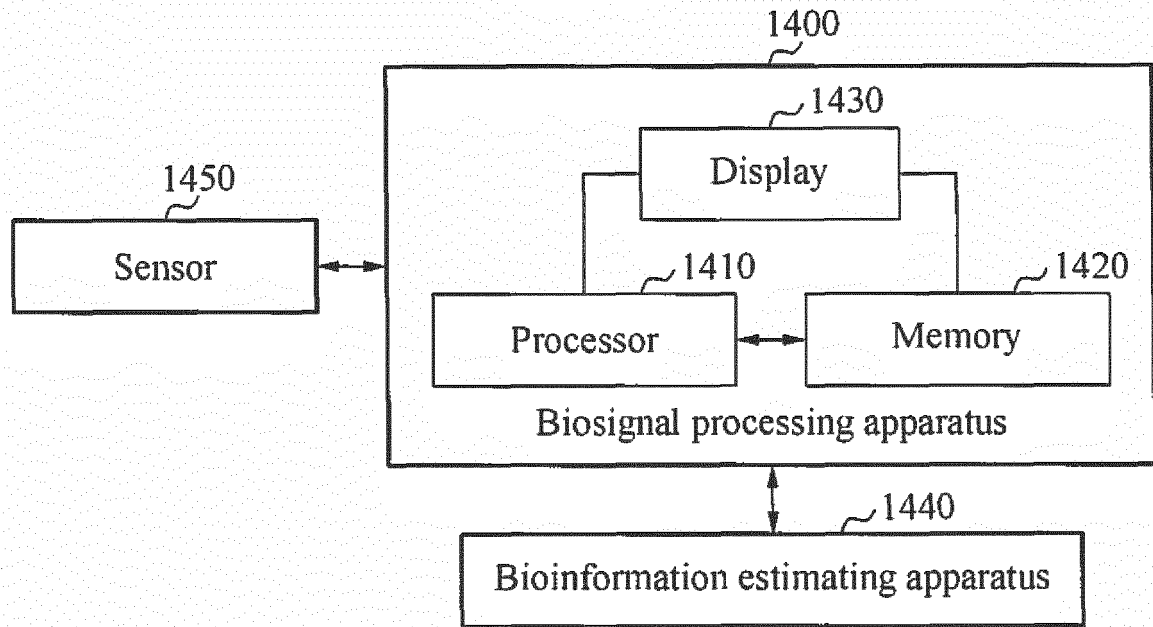 1400
1430
Display
1450
Sensor
1410
Processor
1420
Memory
Biosignal processing apparatus
1440
Bioinformation estimating apparatus